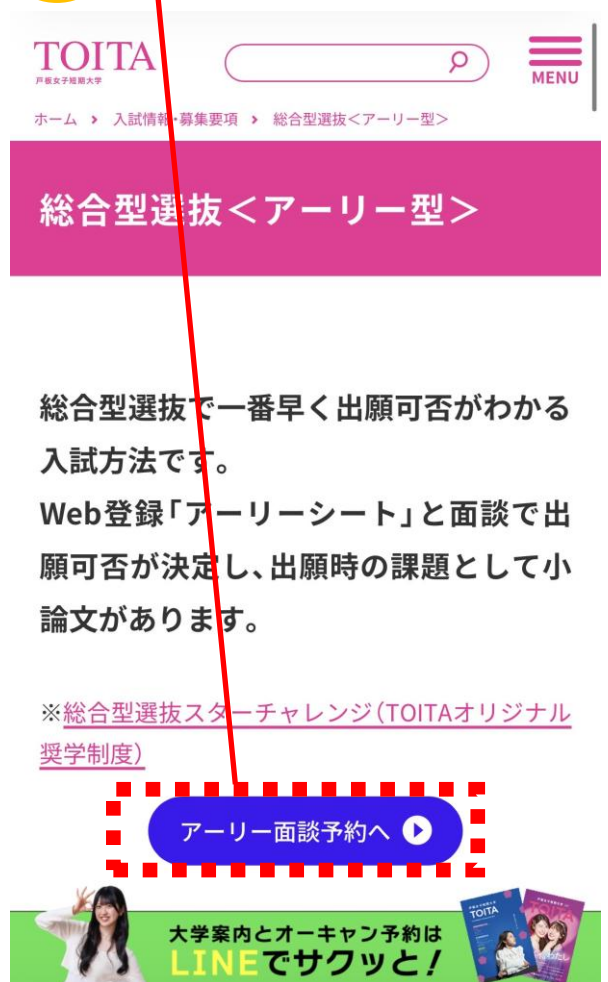 TOITA
戸板女子短期大学
MENU
ホーム > 入試情報・募集要項 > 総合型選抜<アーリー型>
総合型選抜<アーリー型>
総合型選抜で一番早く出願可否がわかる
入試方法です。
Web登録「アーリーシート」と面談で出
願可否が決定し、出願時の課題として小
論文があります。
※総合型選抜スターチャレンジ(TOITAオリジナル
奨学制度)
アーリー面談予約へ
大学案内とオーキャン予約は
LINEでサクッと!
TOITA